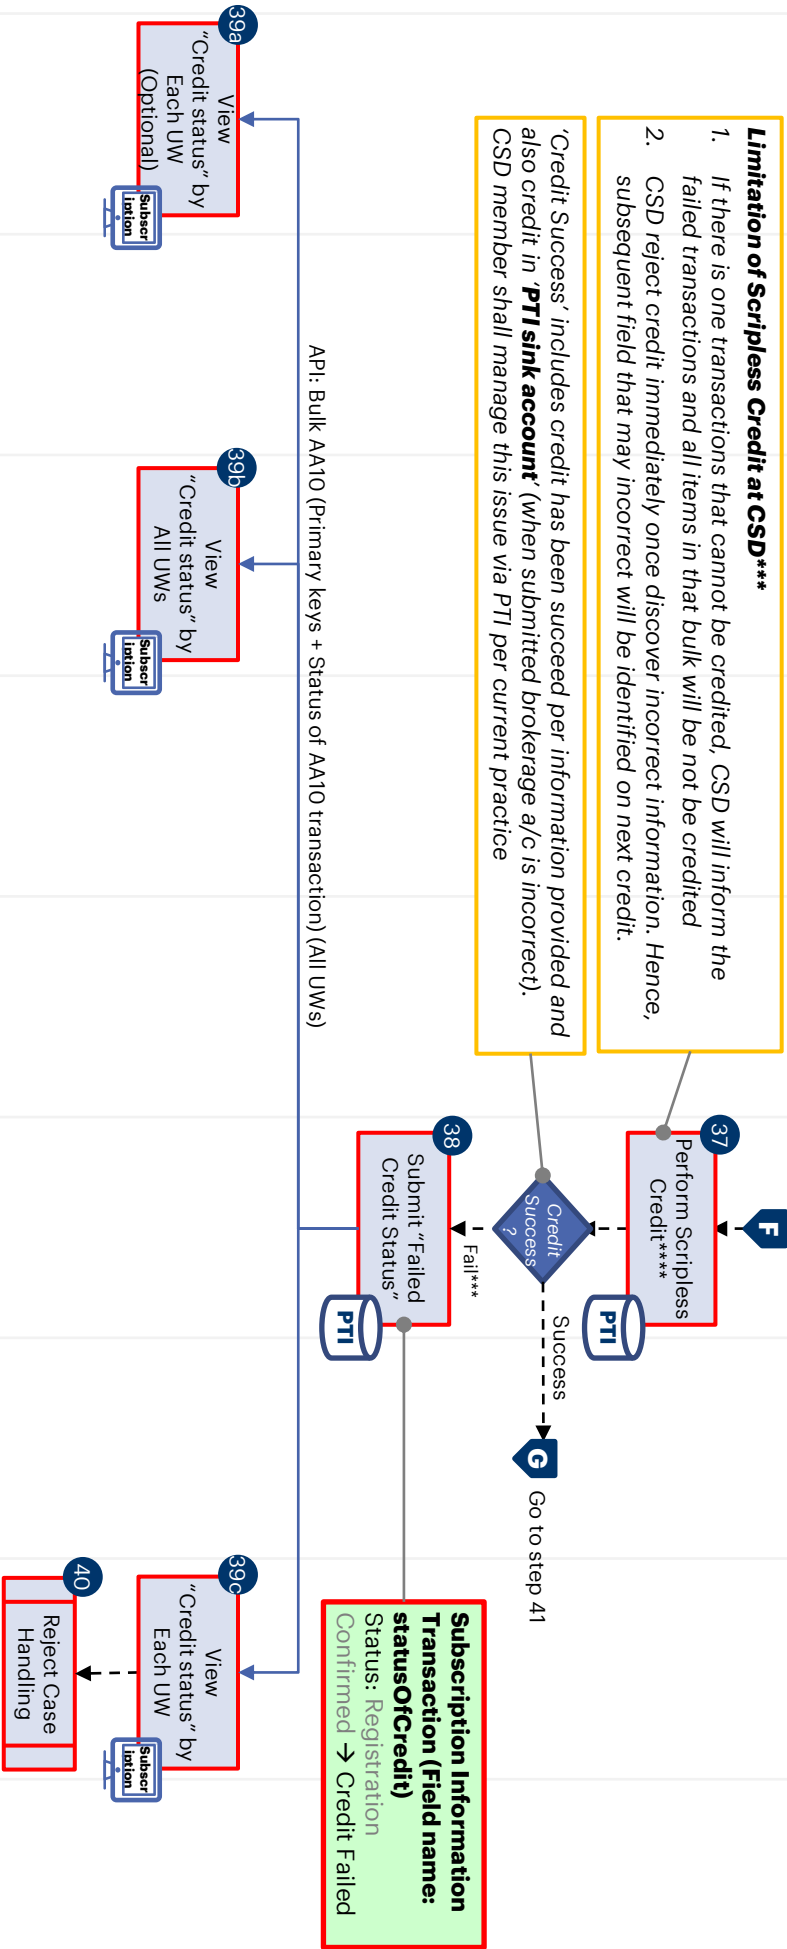 F
37
Perform Scripless
Credit****
PTI
Limitation of Scripless Credit at CSD***
1. If there is one transactions that cannot be credited, CSD will inform the
failed transactions and all items in that bulk will be not be credited
2. CSD reject credit immediately once discover incorrect information. Hence,
subsequent field that may incorrect will be identified on next credit.
‘Credit Success’ includes credit has been succeed per information provided and
also credit in ‘PTI sink account’ (when submitted brokerage a/c is incorrect).
CSD member shall manage this issue via PTI per current practice
Credit
Success
?
Success
G
Go to step 41
Fail***
38
Submit “Failed
Credit Status”
PTI
Subscription Information
Transaction (Field name:
statusOfCredit)
Status: Registration
Confirmed → Credit Failed
API: Bulk AA10 (Primary keys + Status of AA10 transaction) (All UWs)
39a
View
“Credit status” by
Each UW
(Optional)
Subscr
iption
39b
View
“Credit status” by
All UWs
Subscr
iption
39c
View
“Credit status” by
Each UW
Subscr
iption
40
Reject Case
Handling